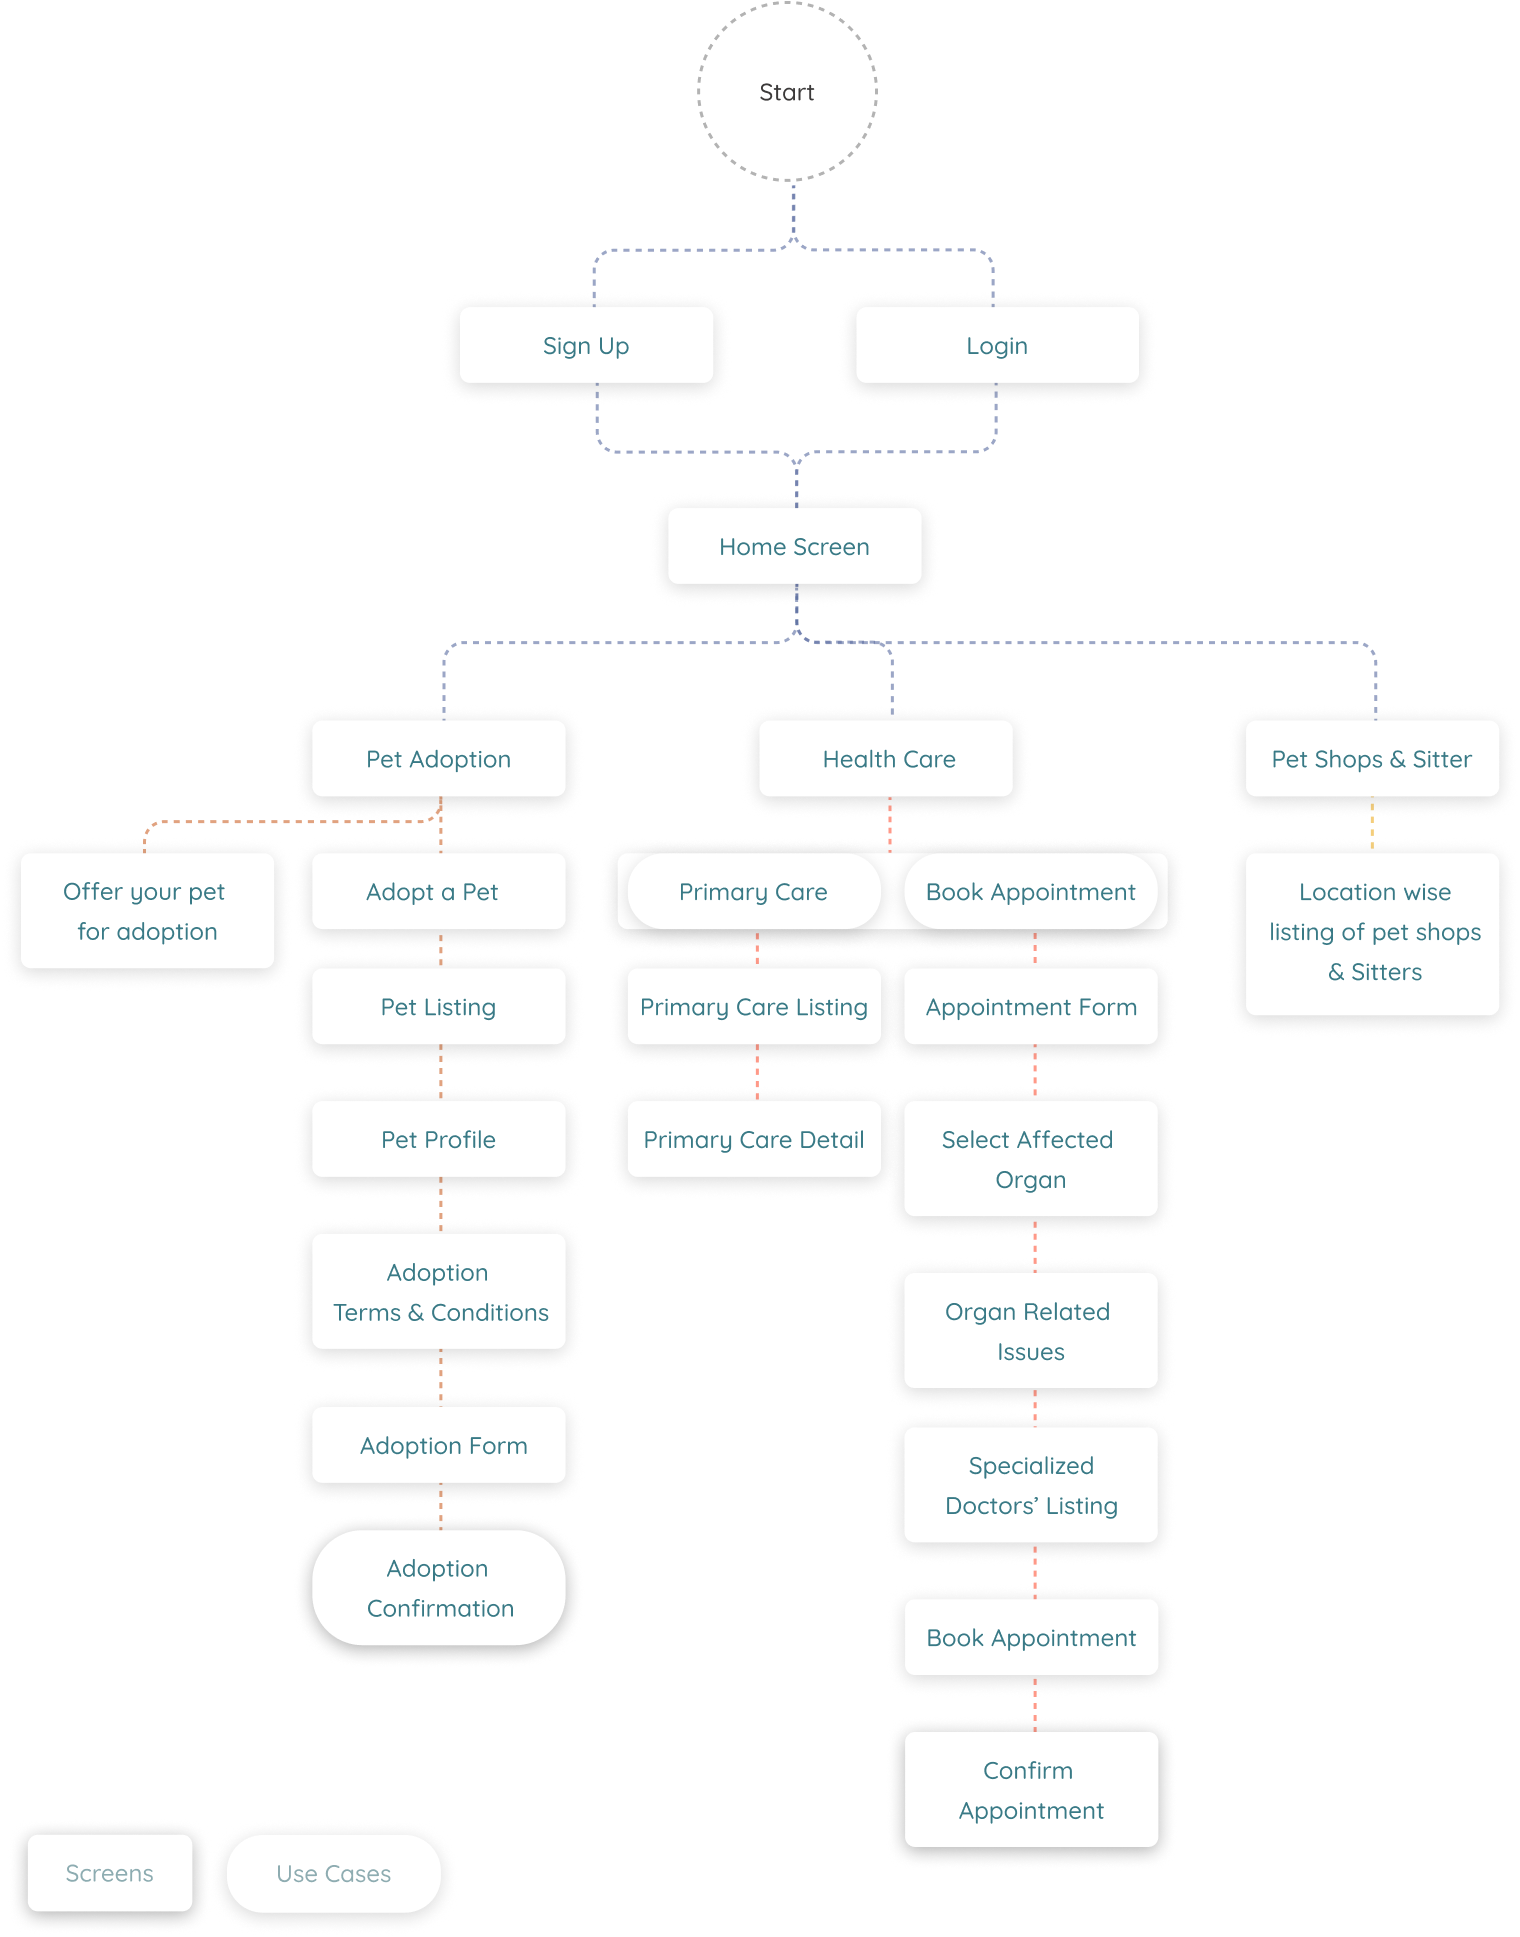 Start
Sign Up
Login
Home Screen
Pet Adoption
Health Care
Pet Shops & Sitter
Offer your pet
for adoption
Adopt a Pet
Primary Care
Book Appointment
Location wise
listing of pet shops
& Sitters
Pet Listing
Primary Care Listing
Appointment Form
Pet Profile
Primary Care Detail
Select Affected
Organ
Adoption
Terms & Conditions
Organ Related
Issues
Adoption Form
Specialized
Doctors’ Listing
Adoption
Confirmation
Book Appointment
Confirm
Appointment
Screens
Use Cases